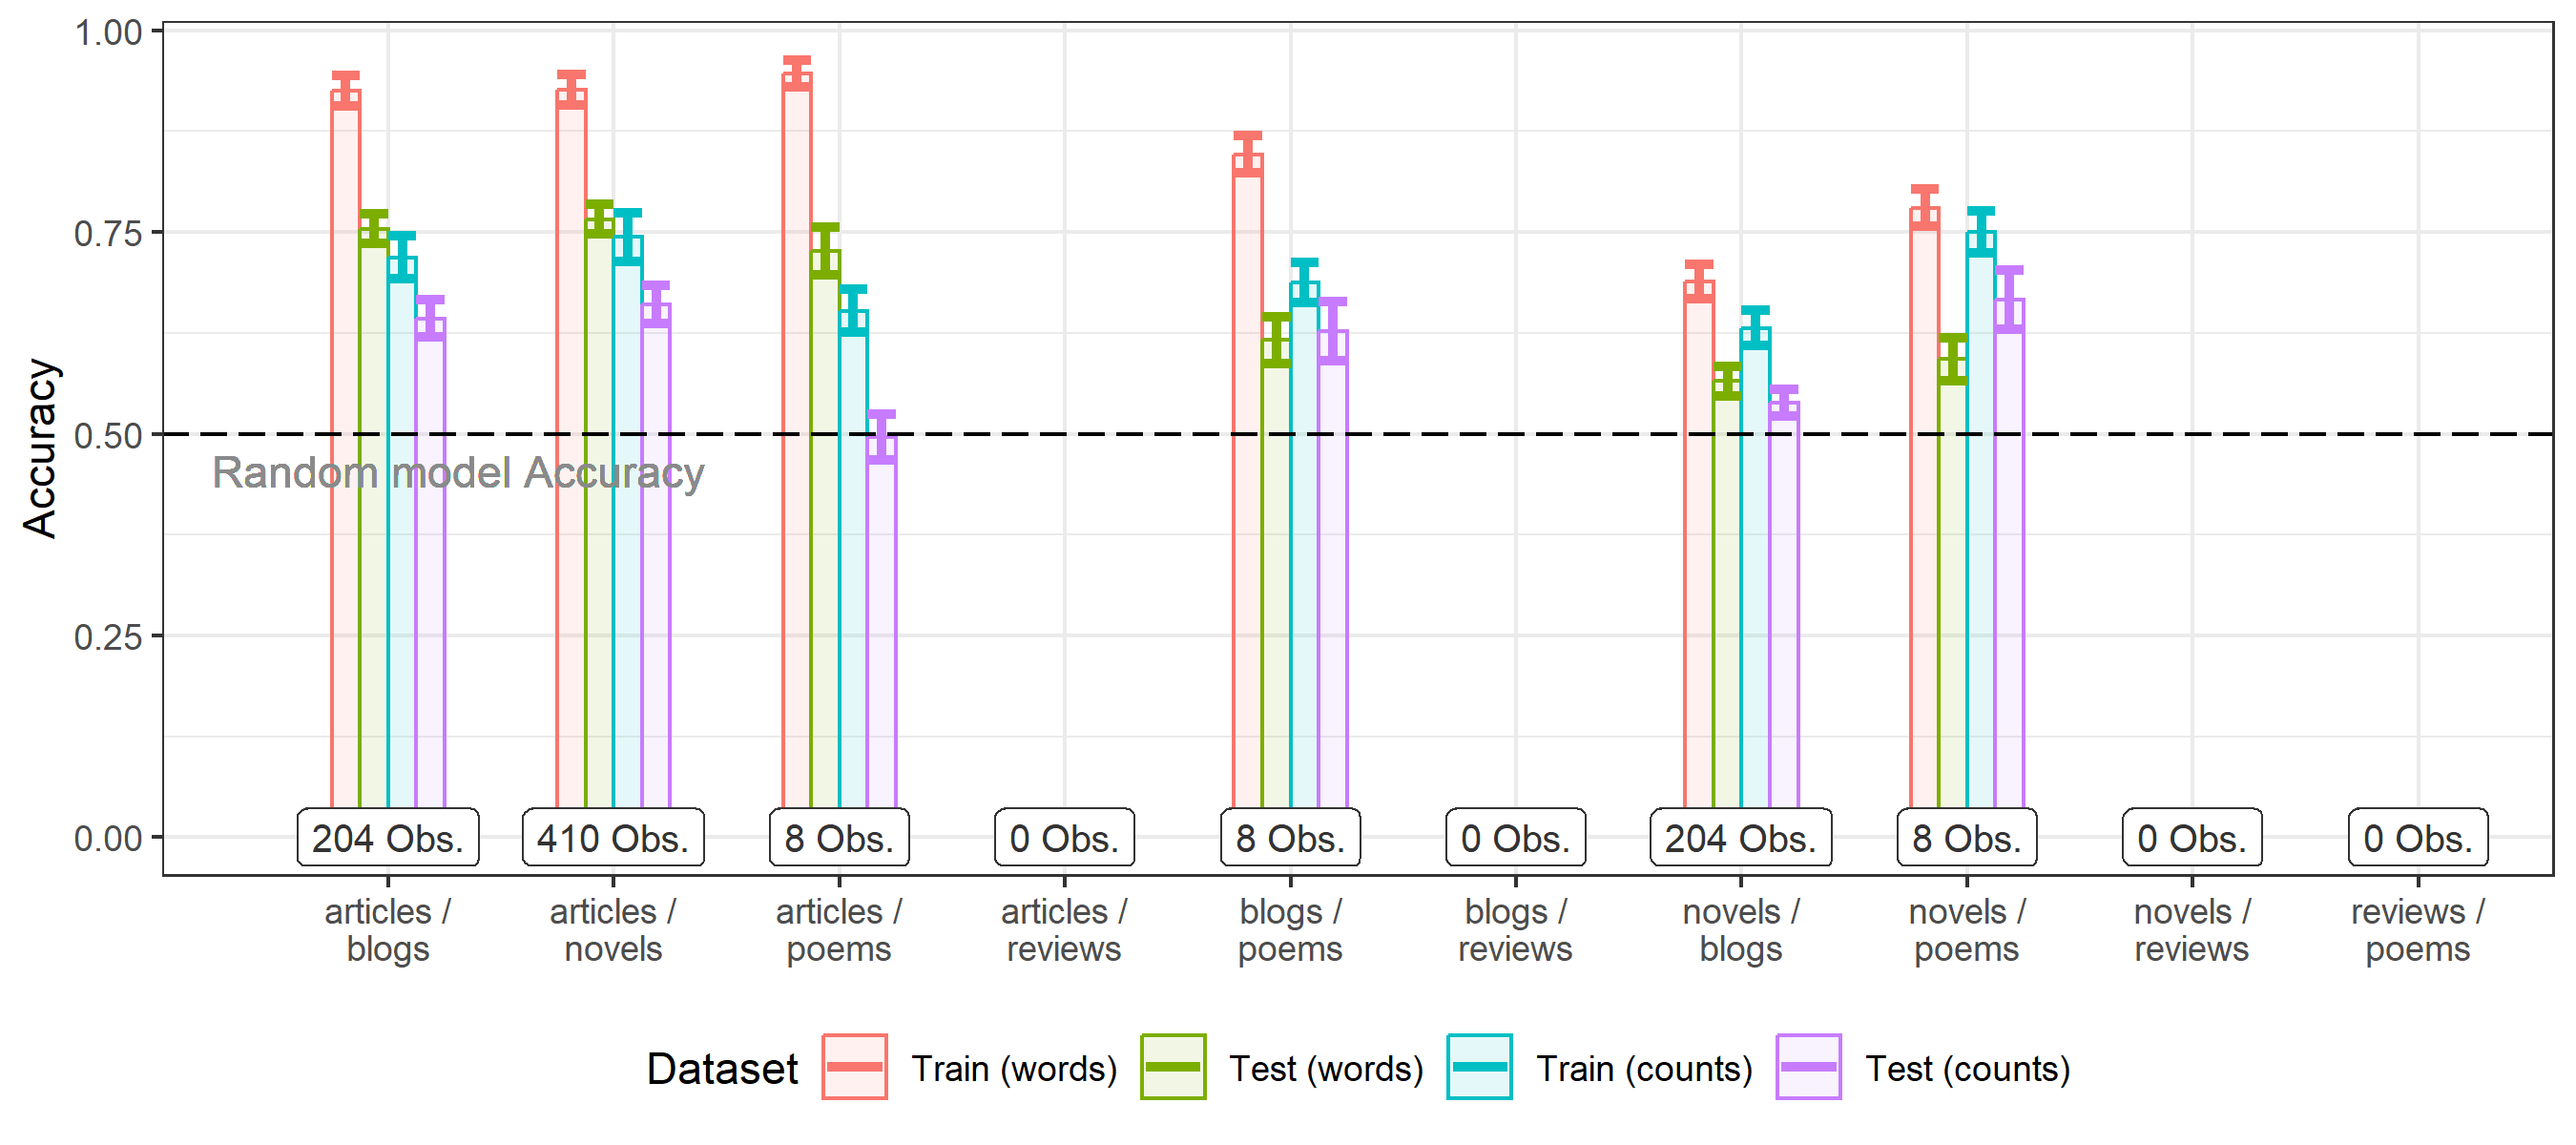 1.00
0.75
0.50
0.25
0.00
Accuracy
Random model Accuracy
204 Obs.
410 Obs.
8 Obs.
0 Obs.
8 Obs.
0 Obs.
204 Obs.
8 Obs.
0 Obs.
0 Obs.
articles /
blogs
articles /
novels
articles /
poems
articles /
reviews
blogs /
poems
blogs /
reviews
novels /
blogs
novels /
poems
novels /
reviews
reviews /
poems
Dataset
Train (words)
Test (words)
Train (counts)
Test (counts)